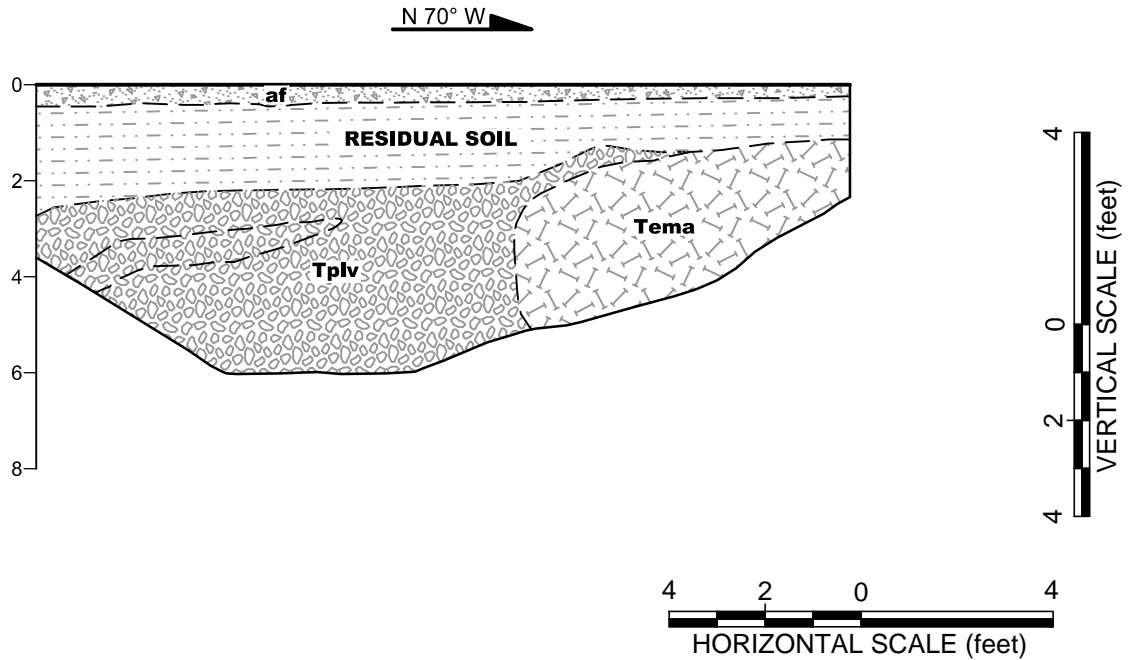 N 70° W
0
af
RESIDUAL SOIL
2
Tema
4
Tplv
6
8
4
0
2
4
VERTICAL SCALE (feet)
4 2 0 4
HORIZONTAL SCALE (feet)